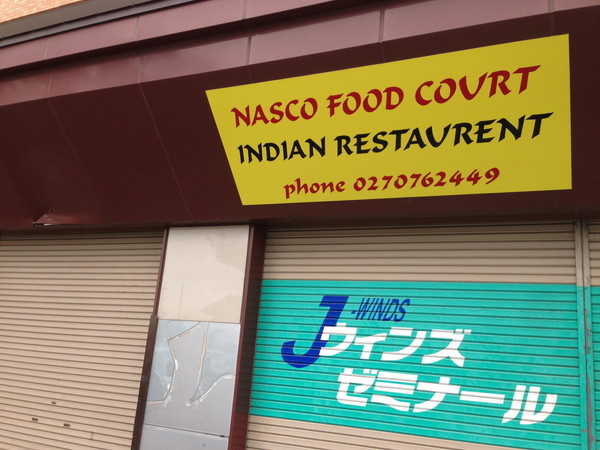 NASCO FOOD COURT
INDIAN RESTAURENT
phone 0270762449
J-WINDS
ウィンズ
ゼミナール